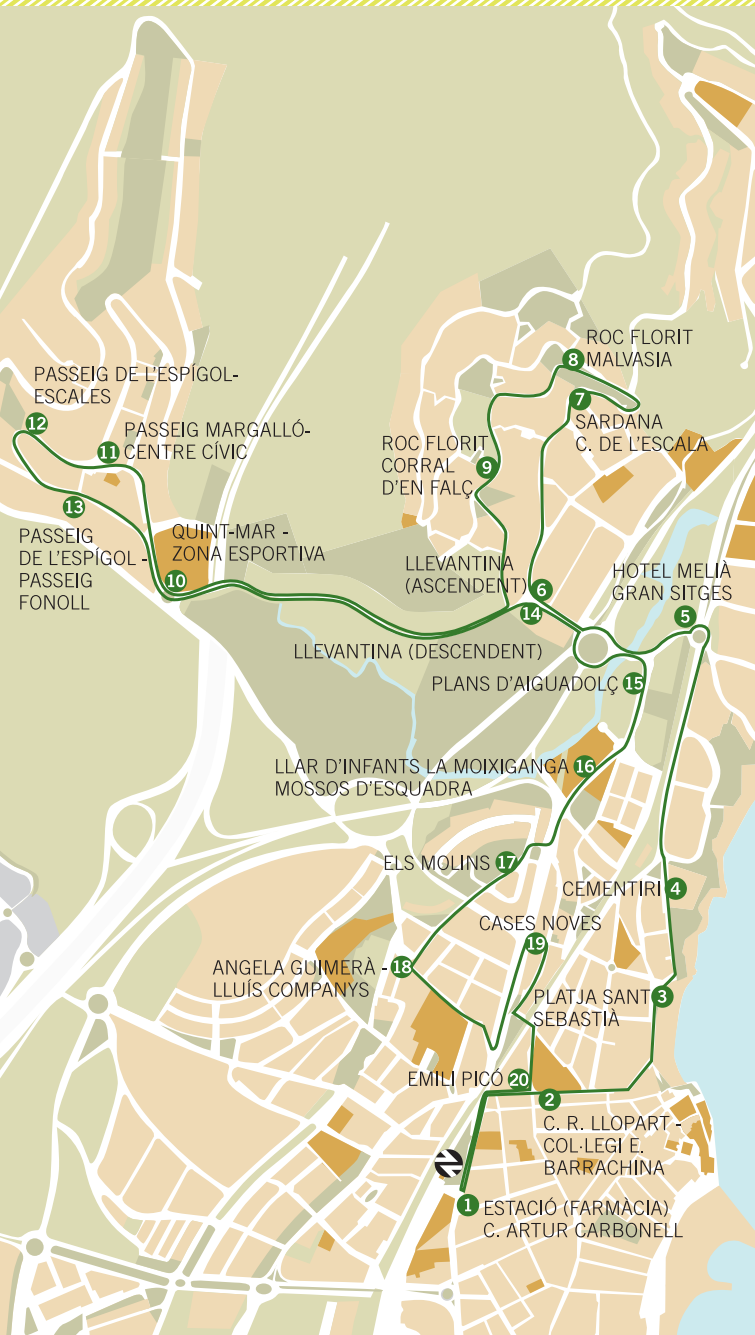 ROC FLORIT
8 MALVASIA
PASSEIG DE L'ESPÍGOL-
ESCALES
12
7
SARDANA
C. DE L'ESCALA
PASSEIG MARGALLÓ-
11 CENTRE CÍVIC
ROC FLORIT
CORRAL 9
D'EN FALÇ
13
PASSEIG
DE L'ESPÍGOL -
PASSEIG
FONOLL
QUINT-MAR -
ZONA ESPORTIVA
10
LLEVANTINA
(ASCENDENT) 6
14
HOTEL MELIÀ
GRAN SITGES
5
LLEVANTINA (DESCENDENT)
PLANS D'AIGUADOLÇ 15
LLAR D'INFANTS LA MOIXIGANGA 16
MOSSOS D'ESQUADRA
ELS MOLINS 17
CEMENTIRI 4
CASES NOVES
19
ANGELA GUIMERÀ - 18
LLUÍS COMPANYS
PLATJA SANT 3
SEBASTIÀ
EMILI PICÓ 20
2
C. R. LLOPART -
COL·LEGI E.
BARRACHINA
1 ESTACIÓ (FARMÀCIA)
C. ARTUR CARBONELL